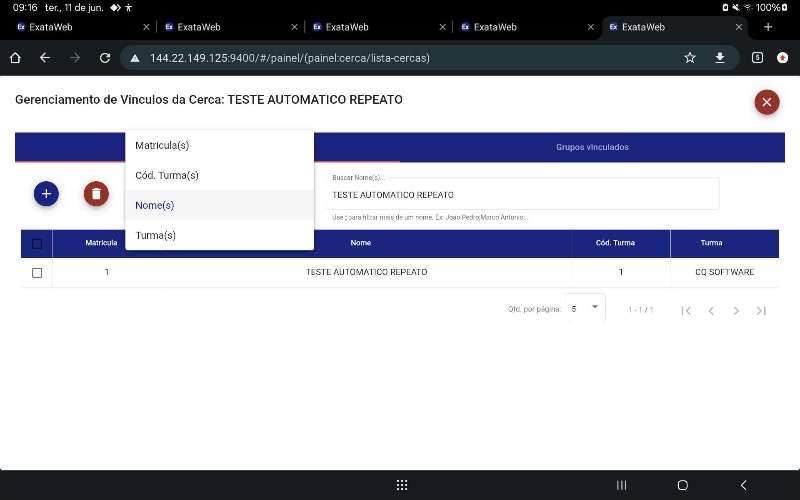 09:16 ter., 11 de jun. 100%
ExataWeb ExataWeb ExataWeb ExataWeb ExataWeb
144.22.149.125:9400/#/painel/(painel:cerca/lista-cercas) 5
Gerenciamento de Vinculos da Cerca: TESTE AUTOMATICO REPEATO
Grupos vinculados
Matricula(s)
Cód. Turma(s)
Nome(s)
Turma(s)
Buscar Nome(s)...
TESTE AUTOMATICO REPEATO
Use ; para filtrar mais de um nome. Ex: Joao Pedro;Marco Antonio...
Matricula Nome Cód. Turma Turma
1 TESTE AUTOMATICO REPEATO 1 CQ SOFTWARE
Qtd. por página: 5 1 - 1 / 1